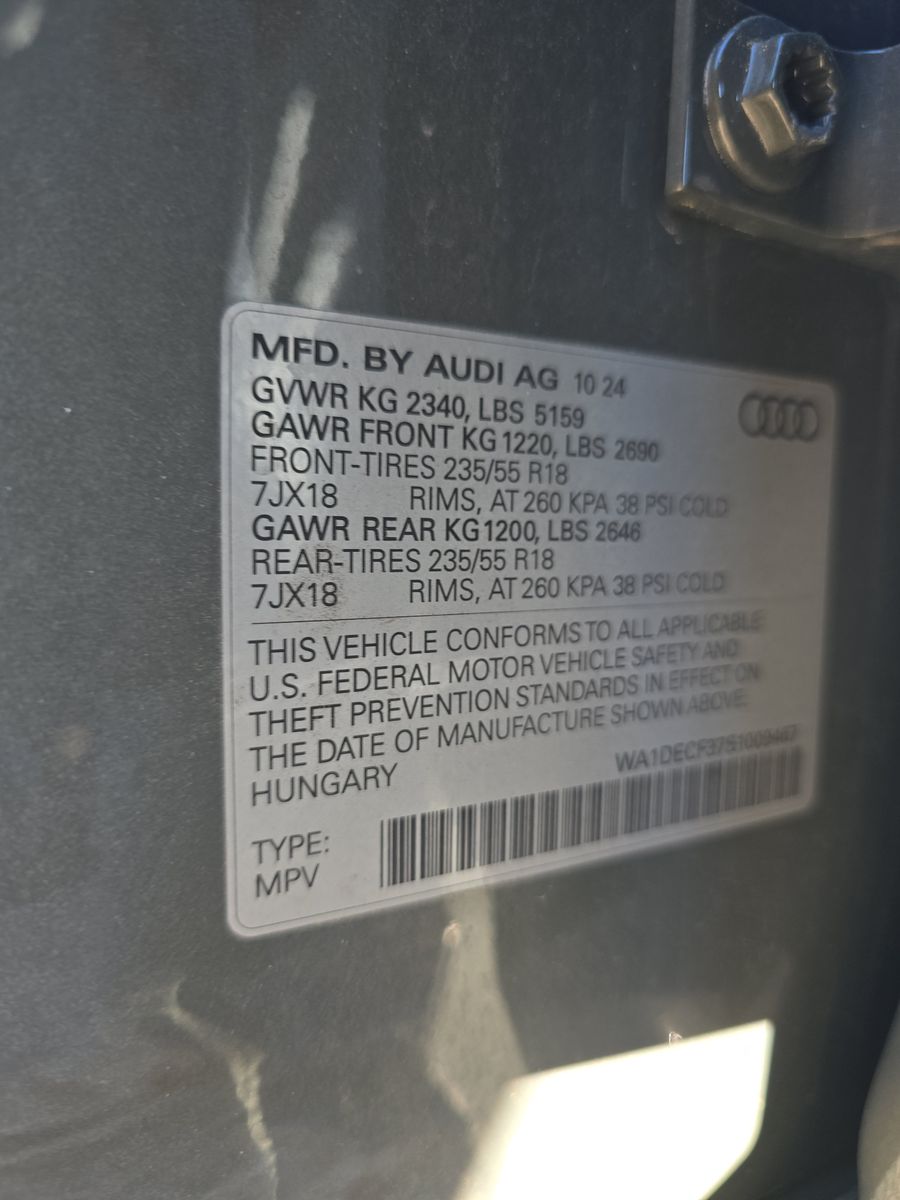 MFD. BY AUDI AG 10 24
GVWR KG 2340, LBS 5159
GAWR FRONT KG 1220, LBS 2690
FRONT-TIRES 235/55 R18
7JX18 RIMS, AT 260 KPA 38 PSI COLD
GAWR REAR KG 1200, LBS 2646
REAR-TIRES 235/55 R18
7JX18 RIMS, AT 260 KPA 38 PSI COLD
THIS VEHICLE CONFORMS TO ALL APPLICABLE
U.S. FEDERAL MOTOR VEHICLE SAFETY AND
THEFT PREVENTION STANDARDS IN EFFECT ON
THE DATE OF MANUFACTURE SHOWN ABOVE.
HUNGARY WA1DECF37S1009467
TYPE:
MPV